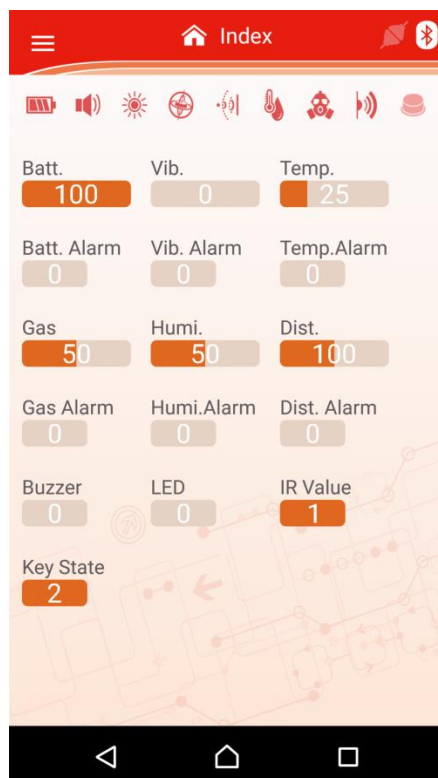 Index
Batt. Vib. Temp.
100 0 25
Batt. Alarm Vib. Alarm Temp.Alarm
0 0 0
Gas Humi. Dist.
50 50 100
Gas Alarm Humi.Alarm Dist. Alarm
0 0 0
Buzzer LED IR Value
0 0 1
Key State
2